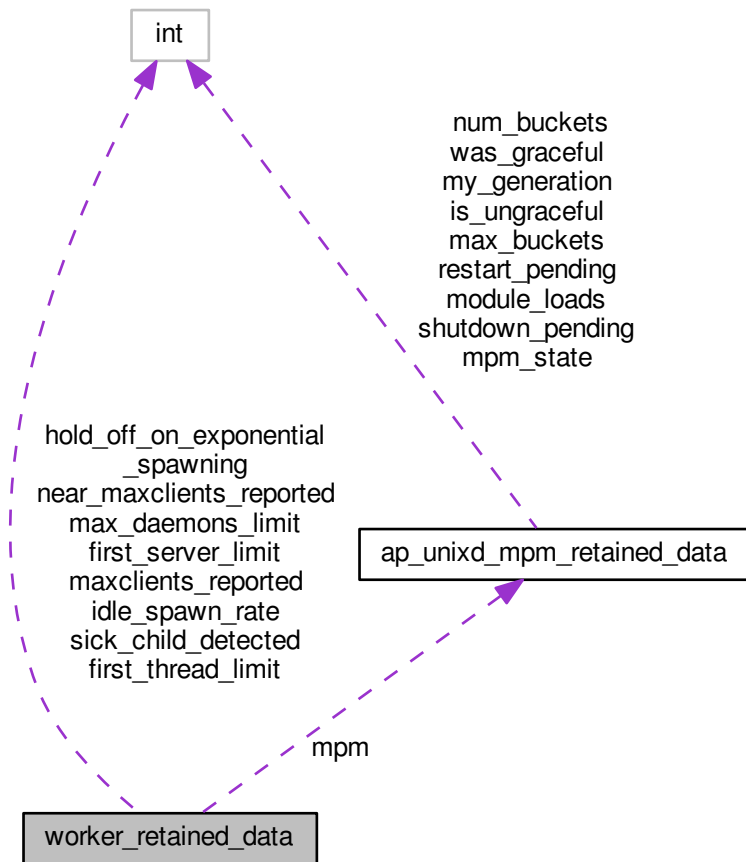 int
num_buckets
was_graceful
my_generation
is_ungraceful
max_buckets
restart_pending
module_loads
shutdown_pending
mpm_state
hold_off_on_exponential
_spawning
near_maxclients_reported
max_daemons_limit
first_server_limit
maxclients_reported
idle_spawn_rate
sick_child_detected
first_thread_limit
ap_unixd_mpm_retained_data
mpm
worker_retained_data